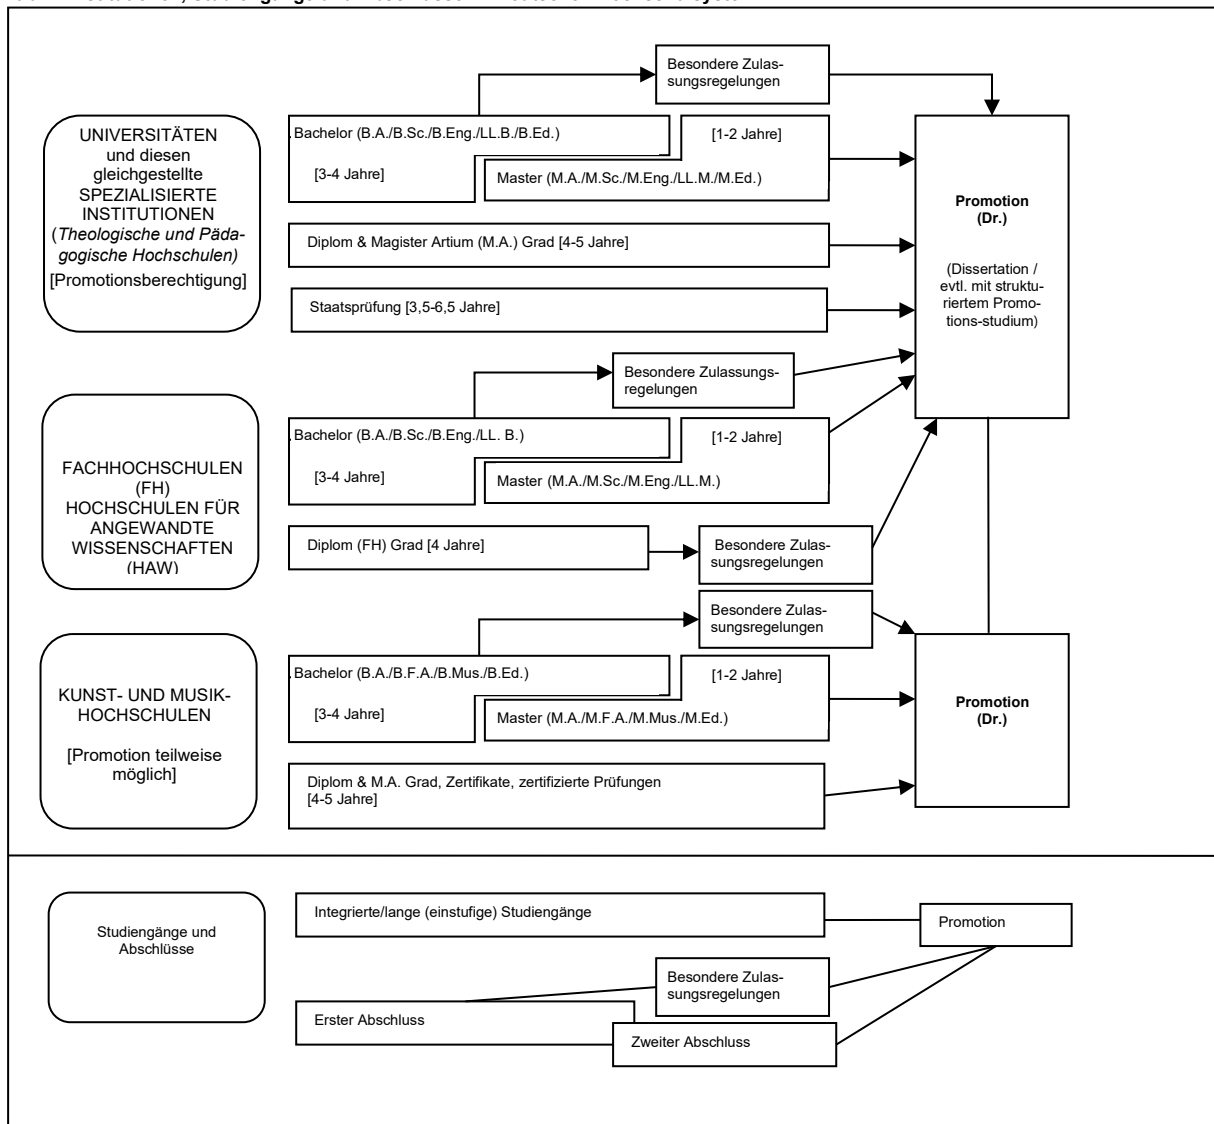 UNIVERSITÄTEN
und diesen
gleichgestellte
SPEZIALISIERTE
INSTITUTIONEN
(Theologische und Päda-
gogische Hochschulen)
[Promotionsberechtigung]
Besondere Zulas-
sungsregelungen
Bachelor (B.A./B.Sc./B.Eng./LL.B./B.Ed.)
[3-4 Jahre]
[1-2 Jahre]
Master (M.A./M.Sc./M.Eng./LL.M./M.Ed.)
Diplom & Magister Artium (M.A.) Grad [4-5 Jahre]
Staatsprüfung [3,5-6,5 Jahre]
Promotion
(Dr.)
(Dissertation /
evtl. mit struktu-
riertem Promo-
tions-studium)
FACHHOCHSCHULEN
(FH)
HOCHSCHULEN FÜR
ANGEWANDTE
WISSENSCHAFTEN
(HAW)
Besondere Zulassungs-
regelungen
Bachelor (B.A./B.Sc./B.Eng./LL. B.)
[3-4 Jahre]
[1-2 Jahre]
Master (M.A./M.Sc./M.Eng./LL.M.)
Diplom (FH) Grad [4 Jahre]
Besondere Zulas-
sungsregelungen
KUNST- UND MUSIK-
HOCHSCHULEN
[Promotion teilweise
möglich]
Besondere Zulas-
sungsregelungen
Bachelor (B.A./B.F.A./B.Mus./B.Ed.)
[3-4 Jahre]
[1-2 Jahre]
Master (M.A./M.F.A./M.Mus./M.Ed.)
Diplom & M.A. Grad, Zertifikate, zertifizierte Prüfungen
[4-5 Jahre]
Promotion
(Dr.)
Studiengänge und
Abschlüsse
Integrierte/lange (einstufige) Studiengänge
Promotion
Besondere Zulas-
sungsregelungen
Erster Abschluss
Zweiter Abschluss